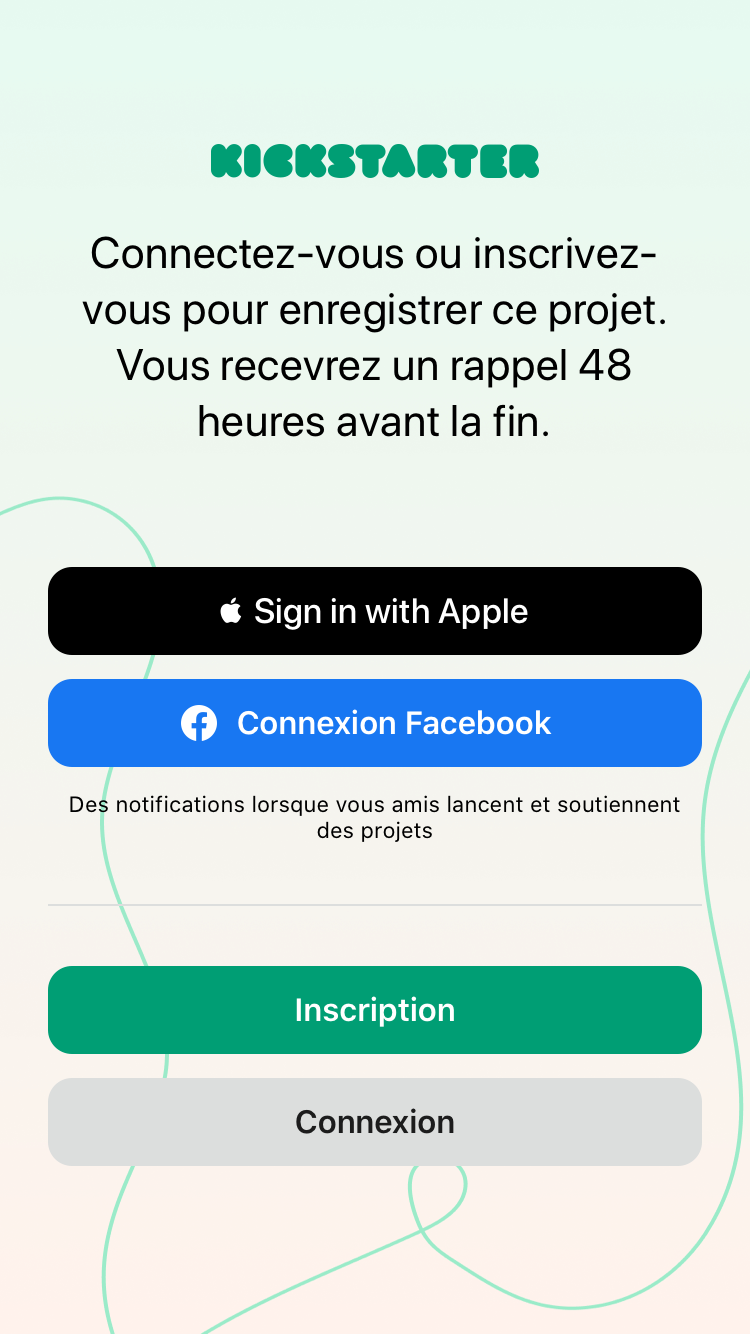 KICKSTARTER
Connectez-vous ou inscrivez-
vous pour enregistrer ce projet.
Vous recevrez un rappel 48
heures avant la fin.
Sign in with Apple
Connexion Facebook
Des notifications lorsque vous amis lancent et soutiennent
des projets
Inscription
Connexion